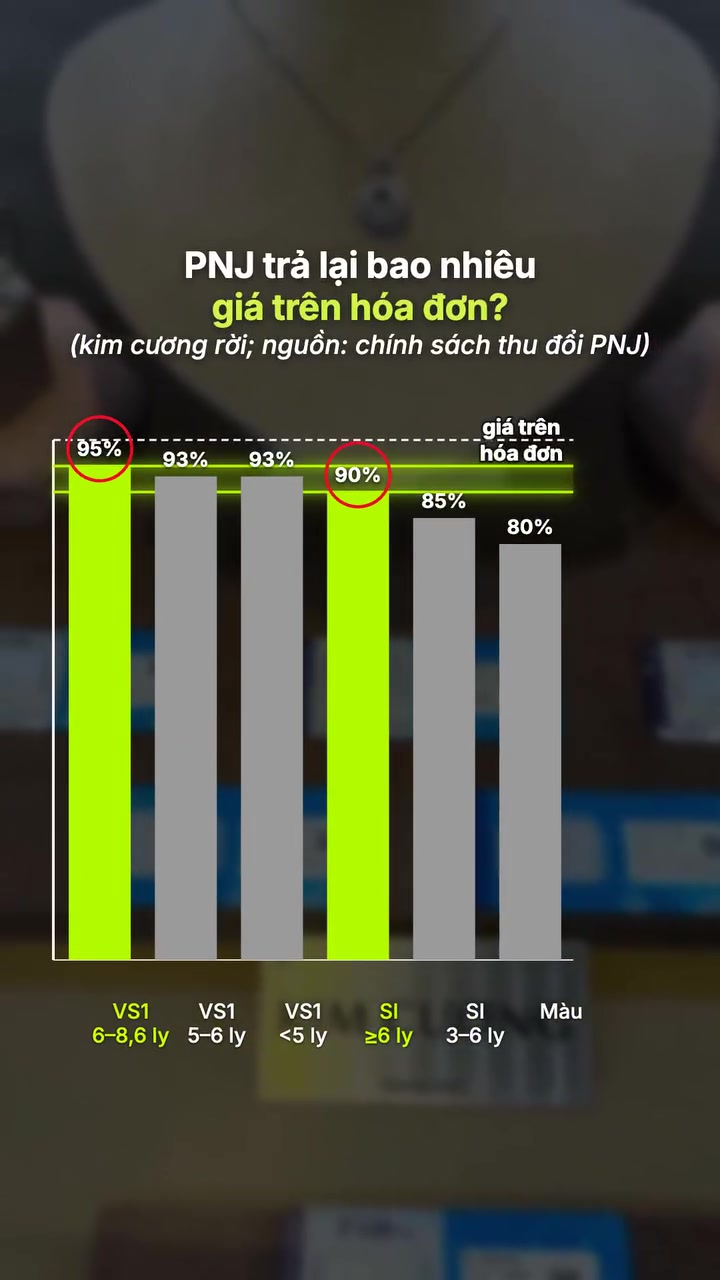 PNJ trả lại bao nhiêu
giá trên hóa đơn?
(kim cương rời; nguồn: chính sách thu đổi PNJ)
giá trên
hóa đơn
95%
93%
93%
90%
85%
80%
VS1
6–8,6 ly
VS1
5–6 ly
VS1
<5 ly
SI
≥6 ly
SI
3–6 ly
Màu